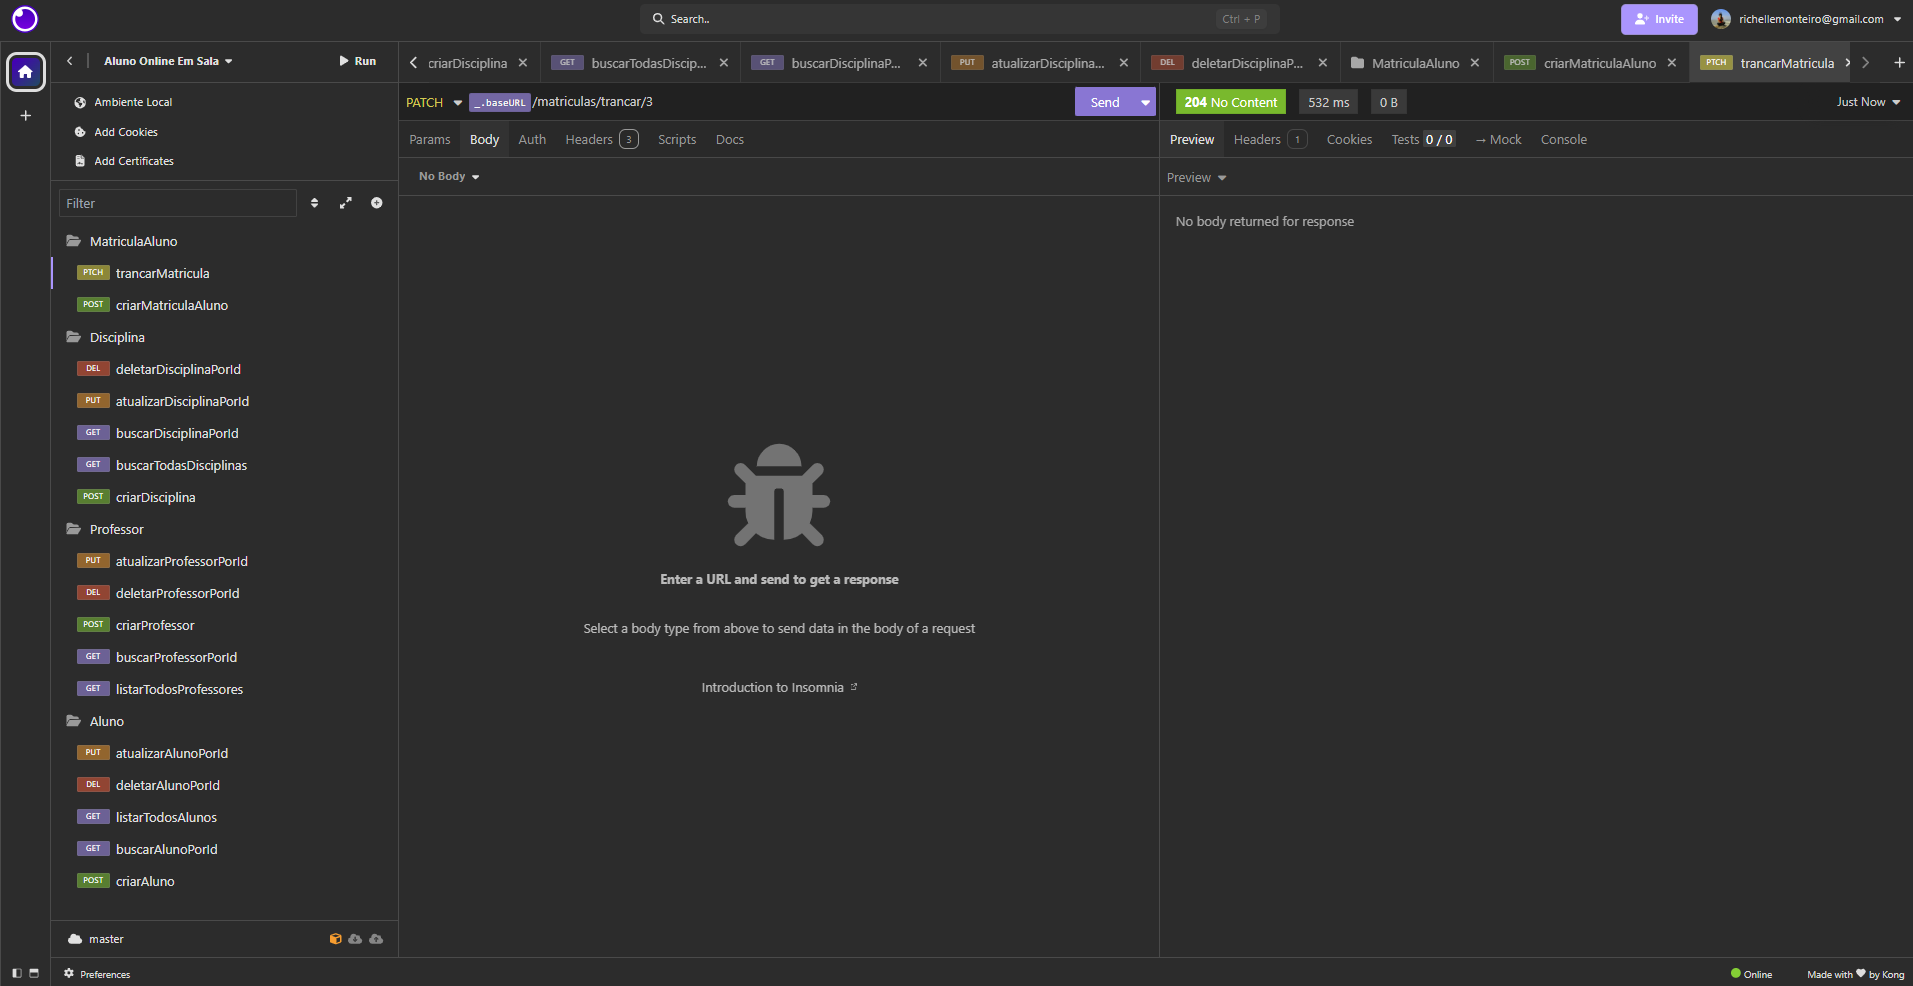 Search..
Ctrl + P
Invite
richellemonteiro@gmail.com
Aluno Online Em Sala
Run
criarDisciplina
GET buscarTodasDiscip...
GET buscarDisciplinaP...
PUT atualizarDisciplina...
DEL deletarDisciplinaP...
MatriculaAluno
POST criarMatriculaAluno
PTCH trancarMatricula
Ambiente Local
Add Cookies
Add Certificates
Filter
MatriculaAluno
PTCH trancarMatricula
POST criarMatriculaAluno
Disciplina
DEL deletarDisciplinaPorId
PUT atualizarDisciplinaPorId
GET buscarDisciplinaPorId
GET buscarTodasDisciplinas
POST criarDisciplina
Professor
PUT atualizarProfessorPorId
DEL deletarProfessorPorId
POST criarProfessor
GET buscarProfessorPorId
GET listarTodosProfessores
Aluno
PUT atualizarAlunoPorId
DEL deletarAlunoPorId
GET listarTodosAlunos
GET buscarAlunoPorId
POST criarAluno
master
Preferences
PATCH _.baseURL /matriculas/trancar/3
Send
Params Body Auth Headers 3 Scripts Docs
No Body
Enter a URL and send to get a response
Select a body type from above to send data in the body of a request
Introduction to Insomnia
204 No Content 532 ms 0 B
Just Now
Preview Headers 1 Cookies Tests 0 / 0 → Mock Console
Preview
No body returned for response
Online
Made with ♥ by Kong